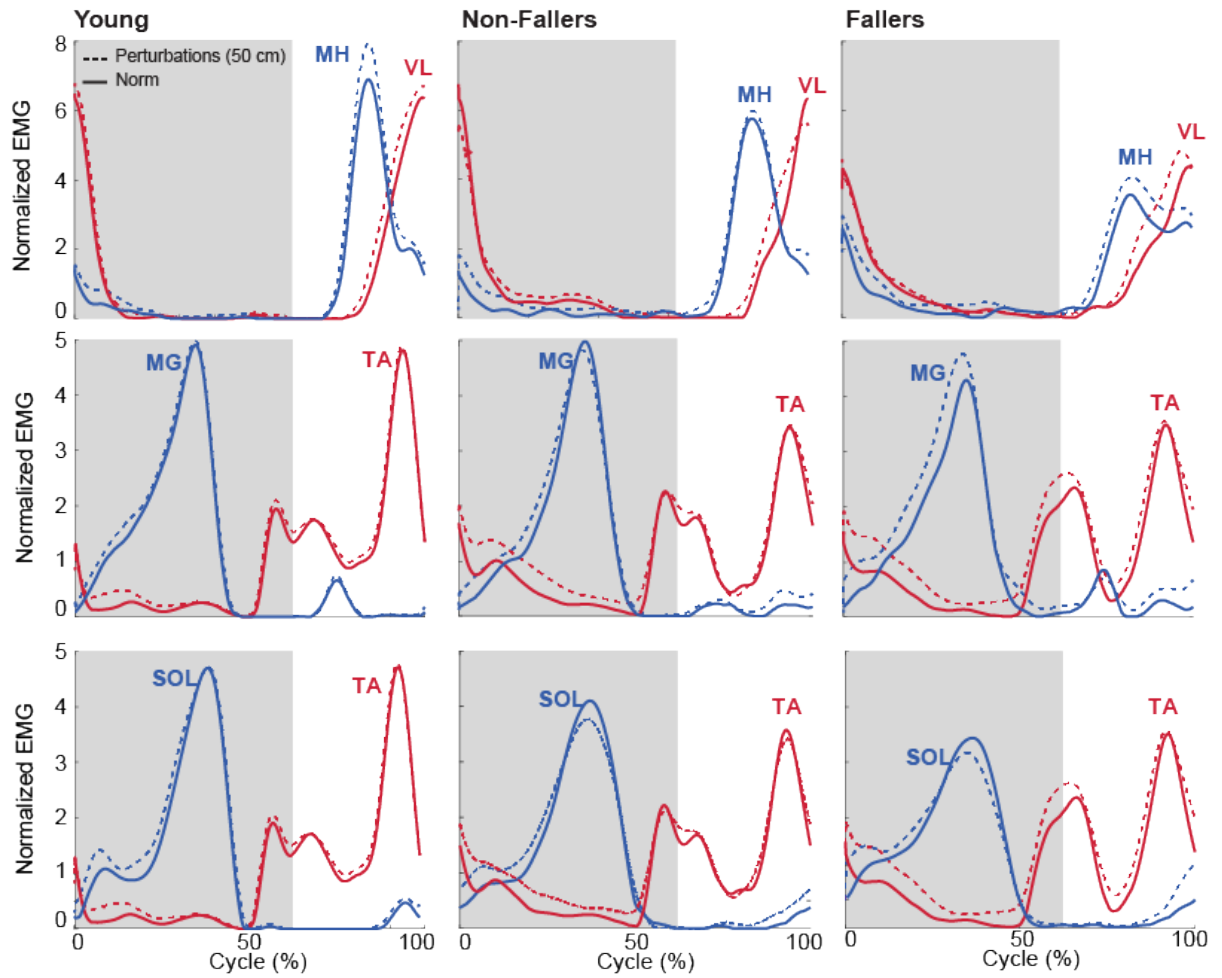 Young
Non-Fallers
Fallers
8
6
4
2
0
Normalized EMG
Perturbations (50 cm)
Norm
MH
VL
MH
VL
MH
VL
5
4
3
2
1
0
Normalized EMG
MG
TA
MG
TA
MG
TA
5
4
3
2
1
0
Normalized EMG
SOL
TA
SOL
TA
SOL
TA
0
50
100
0
50
100
0
50
100
Cycle (%)
Cycle (%)
Cycle (%)